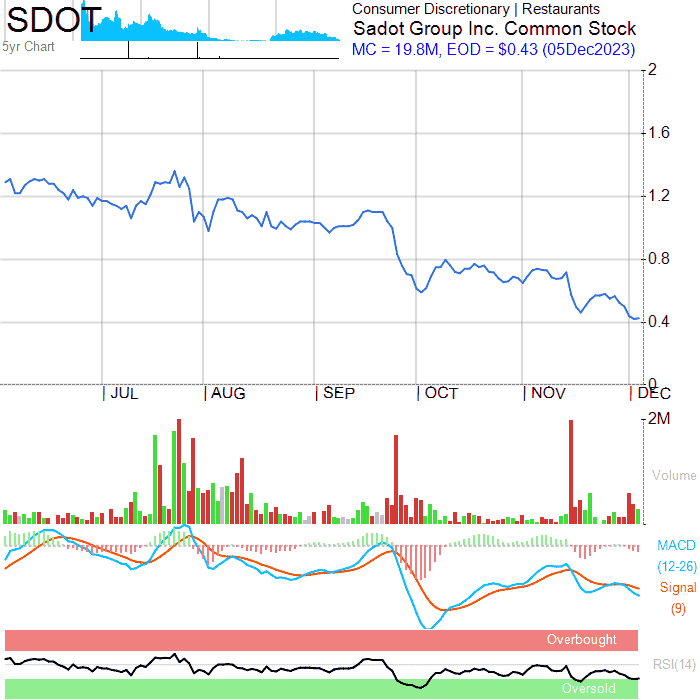 SDOT
5yr Chart
Consumer Discretionary | Restaurants
Sadot Group Inc. Common Stock
MC = 19.8M, EOD = $0.43 (05Dec2023)
2
1.6
1.2
0.8
0.4
0
JUL
AUG
SEP
OCT
NOV
DEC
2M
Volume
MACD
(12-26)
Signal
(9)
Overbought
RSI(14)
Oversold